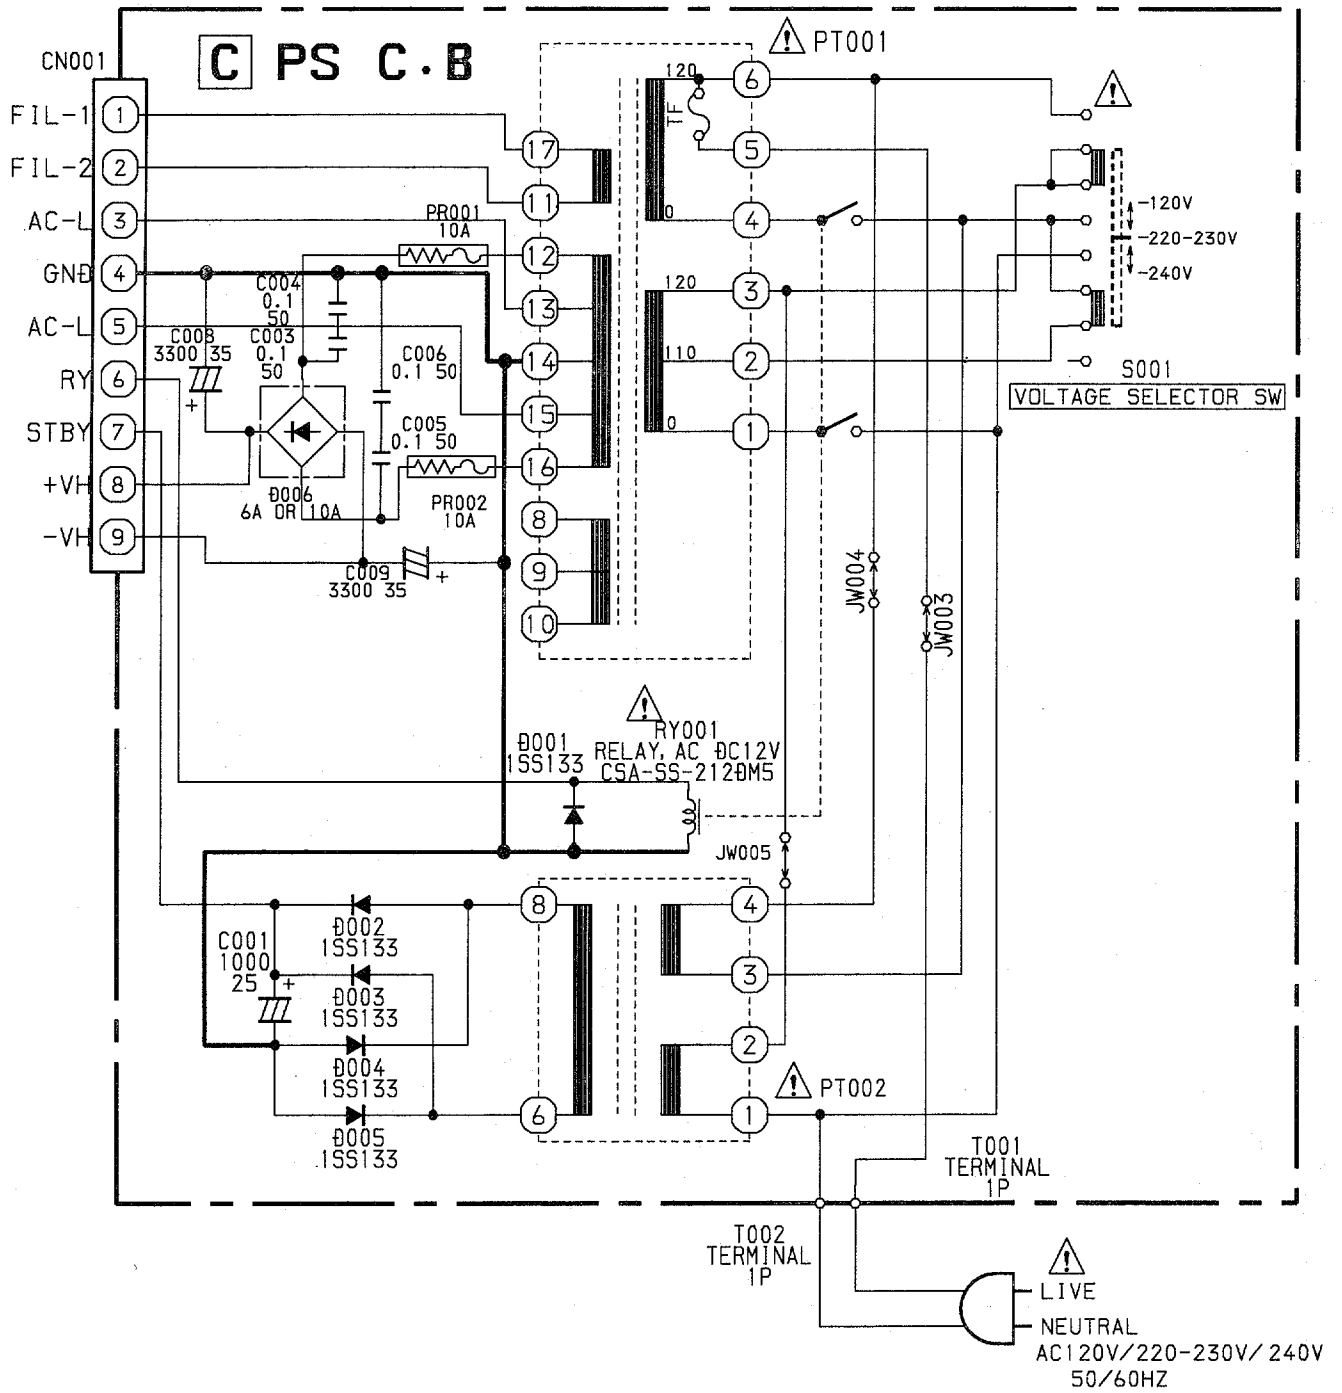 C PS C.B
CN001
PT001
FIL-1
1
FIL-2
2
AC-L
3
GND
4
AC-L
5
RY
6
STBY
7
+VH
8
-VH
9
PR001
10A
C004
0.1
50
C003
0.1
50
C008
3300 35
+
C006
0.1 50
C005
0.1 50
D006
6A OR 10A
PR002
10A
C009
3300 35
+
17
11
12
13
14
15
16
8
9
10
120
TF
0
120
110
0
6
5
4
3
2
1
-120V
-220-230V
-240V
S001
VOLTAGE SELECTOR SW
JW004
JW003
!
RY001
RELAY, AC DC12V
CSA-SS-212DM5
D001
1SS133
JW005
C001
1000
25
+
D002
1SS133
D003
1SS133
D004
1SS133
D005
1SS133
8
6
4
3
2
1
PT002
T001
TERMINAL
1P
T002
TERMINAL
1P
LIVE
NEUTRAL
AC120V/220-230V/240V
50/60HZ